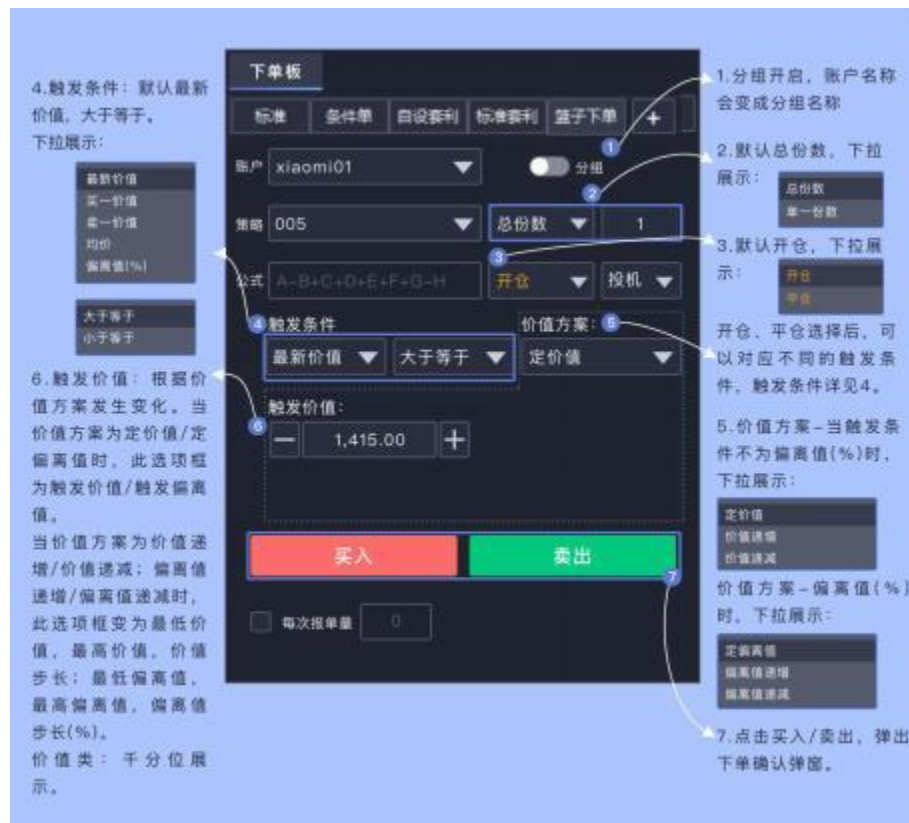 4.触发条件：默认最新
价值，大于等于。
下拉展示：
最新价值
买一价值
卖一价值
均价
偏离值(%)
大于等于
小于等于
6.触发价值：根据价
值方案发生变化。当
价值方案为定价值/定
偏离值时，此选项框
为触发价值/触发偏离
值。
当价值方案为价值递
增/价值递减；偏离值
递增/偏离值递减时，
此选项框变为最低价
值，最高价值，价值
步长；最低偏离值，
最高偏离值，偏离值
步长(%)。
价值类：千分位展
示。
下单板
标准 条件单 自设套利 标准套利 篮子下单 +
账户 xiaomi01 分组
1
2
策略 005 总份数 1
3
公式 A-B+C+D+E+F+G-H 开仓 投机
4 触发条件 价值方案： 5
最新价值 大于等于 定价值
触发价值：
6 — 1,415.00 +
买入 卖出
7
每次报单量 0
1.分组开启，账户名称
会变成分组名称
2.默认总份数，下拉
展示：
总份数
单一份数
3.默认开仓，下拉展
示：
开仓
平仓
开仓、平仓选择后，可
以对应不同的触发条
件，触发条件详见4。
5.价值方案-当触发条
件不为偏离值(%)时，
下拉展示：
定价值
价值递增
价值递减
价值方案-偏离值(%)
时，下拉展示：
定偏离值
偏离值递增
偏离值递减
7.点击买入/卖出，弹出
下单确认弹窗。